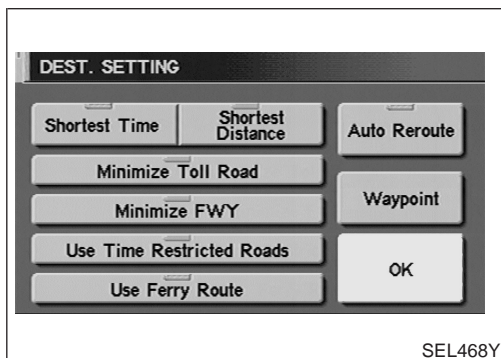 DEST. SETTING
Shortest Time
Shortest
Distance
Auto Reroute
Minimize Toll Road
Minimize FWY
Waypoint
Use Time Restricted Roads
Use Ferry Route
OK
SEL468Y